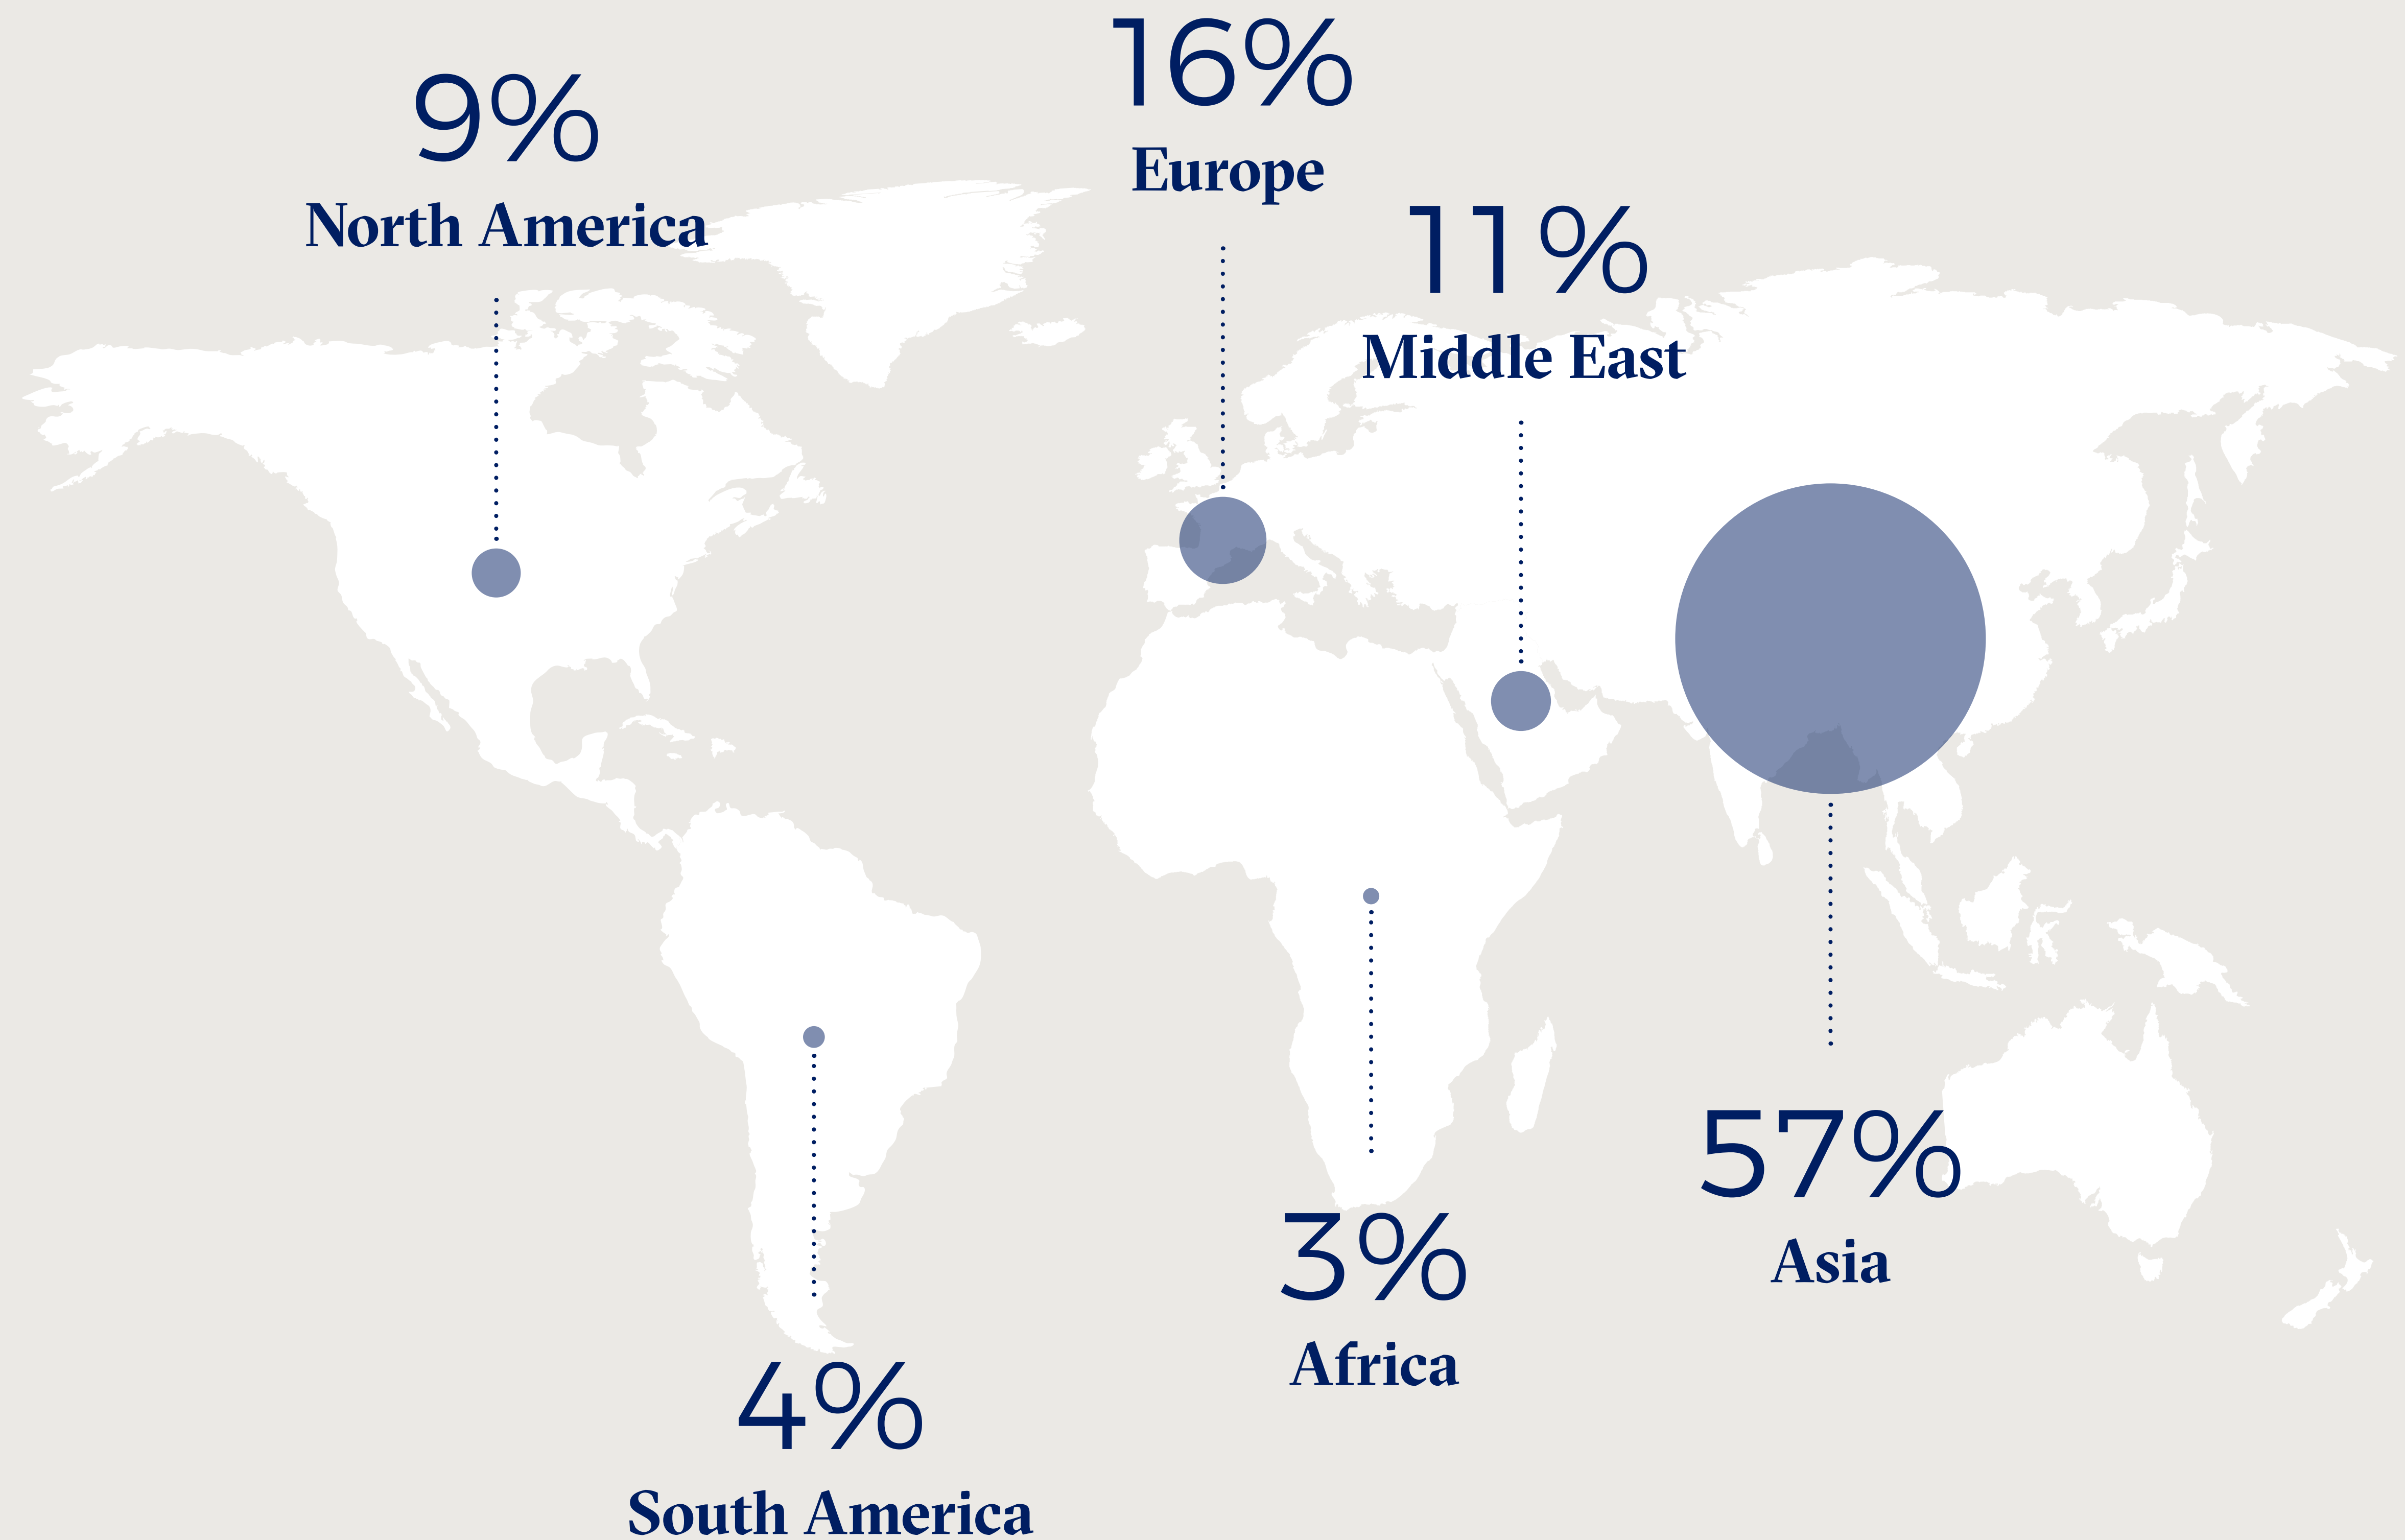 9%
North America
16%
Europe
11%
Middle East
57%
Asia
3%
Africa
4%
South America